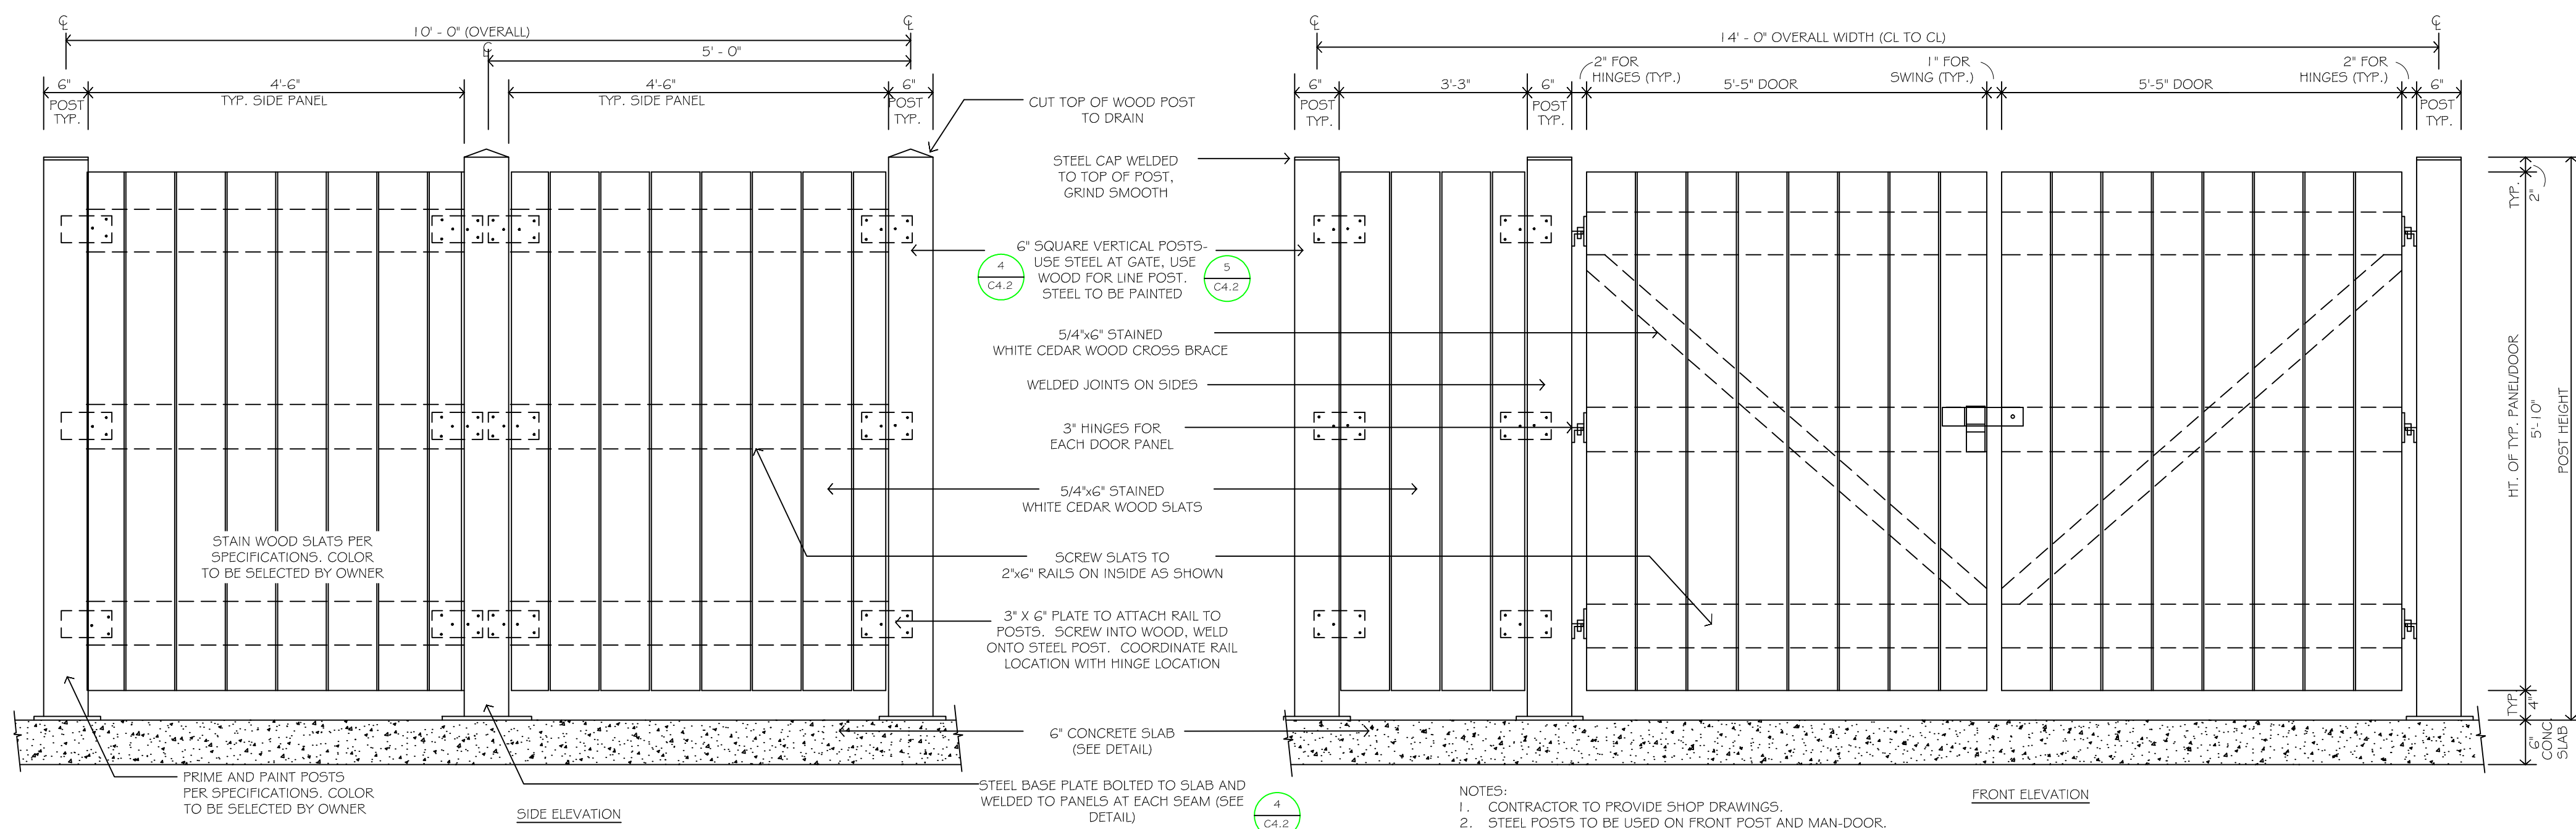 ℄
10' - 0" (OVERALL)
℄
℄
5' - 0"
6"
POST
TYP.
4'-6"
TYP. SIDE PANEL
4'-6"
TYP. SIDE PANEL
6"
POST
TYP.
CUT TOP OF WOOD POST
TO DRAIN
STEEL CAP WELDED
TO TOP OF POST,
GRIND SMOOTH
6" SQUARE VERTICAL POSTS-
USE STEEL AT GATE, USE
WOOD FOR LINE POST.
STEEL TO BE PAINTED
4
C4.2
5
C4.2
5/4"x6" STAINED
WHITE CEDAR WOOD CROSS BRACE
WELDED JOINTS ON SIDES
3" HINGES FOR
EACH DOOR PANEL
5/4"x6" STAINED
WHITE CEDAR WOOD SLATS
STAIN WOOD SLATS PER
SPECIFICATIONS. COLOR
TO BE SELECTED BY OWNER
SCREW SLATS TO
2"x6" RAILS ON INSIDE AS SHOWN
3" X 6" PLATE TO ATTACH RAIL TO
POSTS. SCREW INTO WOOD, WELD
ONTO STEEL POST. COORDINATE RAIL
LOCATION WITH HINGE LOCATION
6" CONCRETE SLAB
(SEE DETAIL)
PRIME AND PAINT POSTS
PER SPECIFICATIONS. COLOR
TO BE SELECTED BY OWNER
SIDE ELEVATION
STEEL BASE PLATE BOLTED TO SLAB AND
WELDED TO PANELS AT EACH SEAM (SEE
DETAIL)
4
C4.2
℄
14' - 0" OVERALL WIDTH (CL TO CL)
℄
6"
POST
TYP.
3'-3"
6"
POST
TYP.
2" FOR
HINGES (TYP.)
5'-5" DOOR
1" FOR
SWING (TYP.)
5'-5" DOOR
2" FOR
HINGES (TYP.)
6"
POST
TYP.
TYP.
2"
HT. OF TYP. PANEL/DOOR
5'-10"
POST HEIGHT
TYP.
4"
6"
CONC.
SLAB
NOTES:
1. CONTRACTOR TO PROVIDE SHOP DRAWINGS.
2. STEEL POSTS TO BE USED ON FRONT POST AND MAN-DOOR.
FRONT ELEVATION